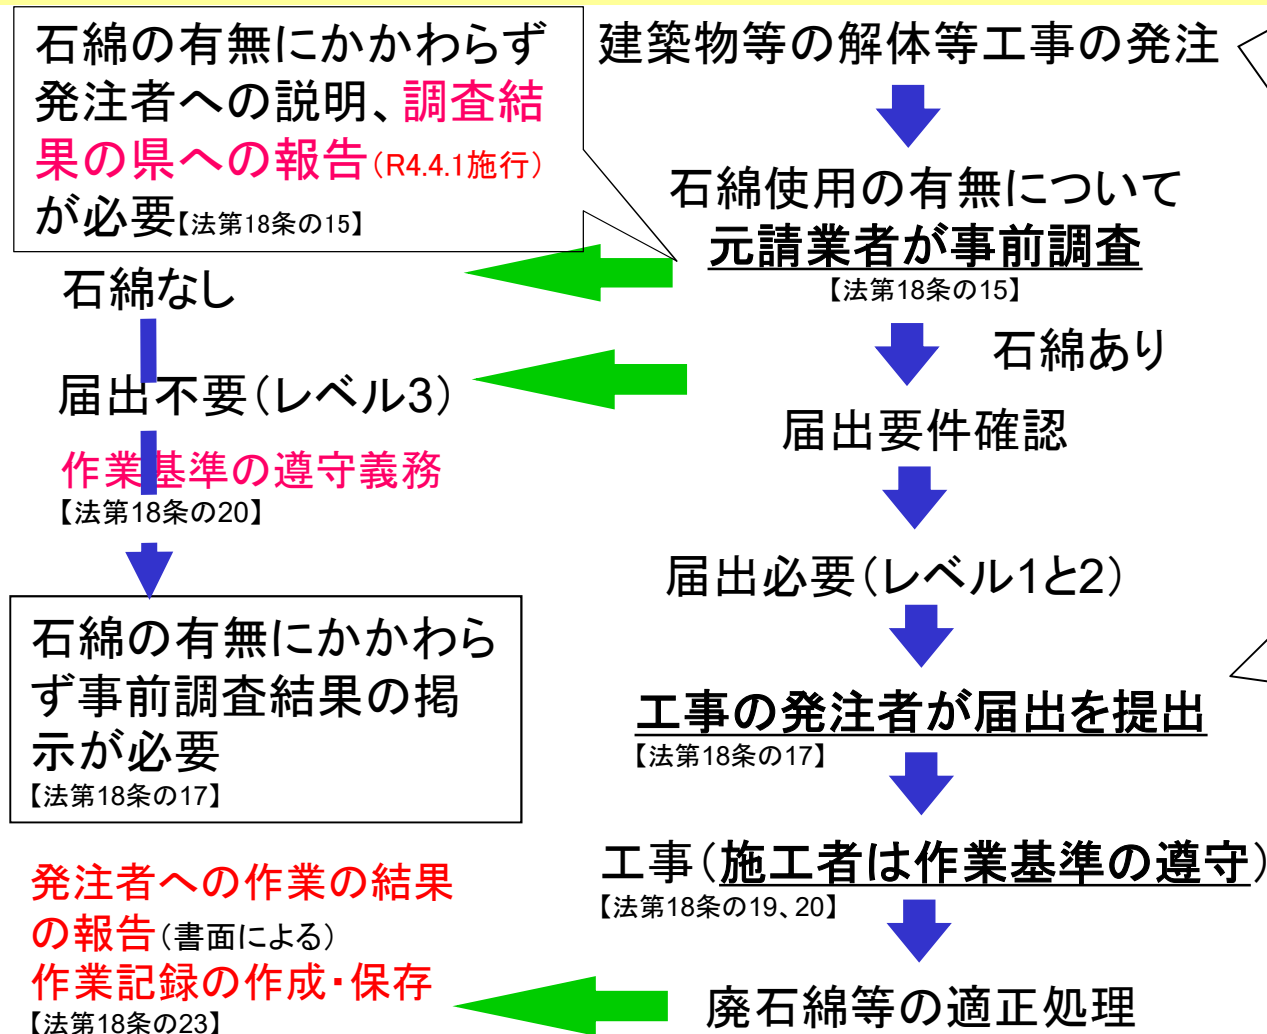 石綿の有無にかかわらず
発注者への説明、調査結
果の県への報告(R4.4.1施行)
が必要【法第18条の15】
建築物等の解体等工事の発注
石綿使用の有無について
元請業者が事前調査
【法第18条の15】
石綿なし
石綿あり
届出不要(レベル3)
届出要件確認
作業基準の遵守義務
【法第18条の20】
届出必要(レベル1と2)
石綿の有無にかかわら
ず事前調査結果の掲
示が必要
【法第18条の17】
工事の発注者が届出を提出
【法第18条の17】
工事(施工者は作業基準の遵守)
【法第18条の19、20】
発注者への作業の結果
の報告(書面による)
作業記録の作成・保存
【法第18条の23】
廃石綿等の適正処理